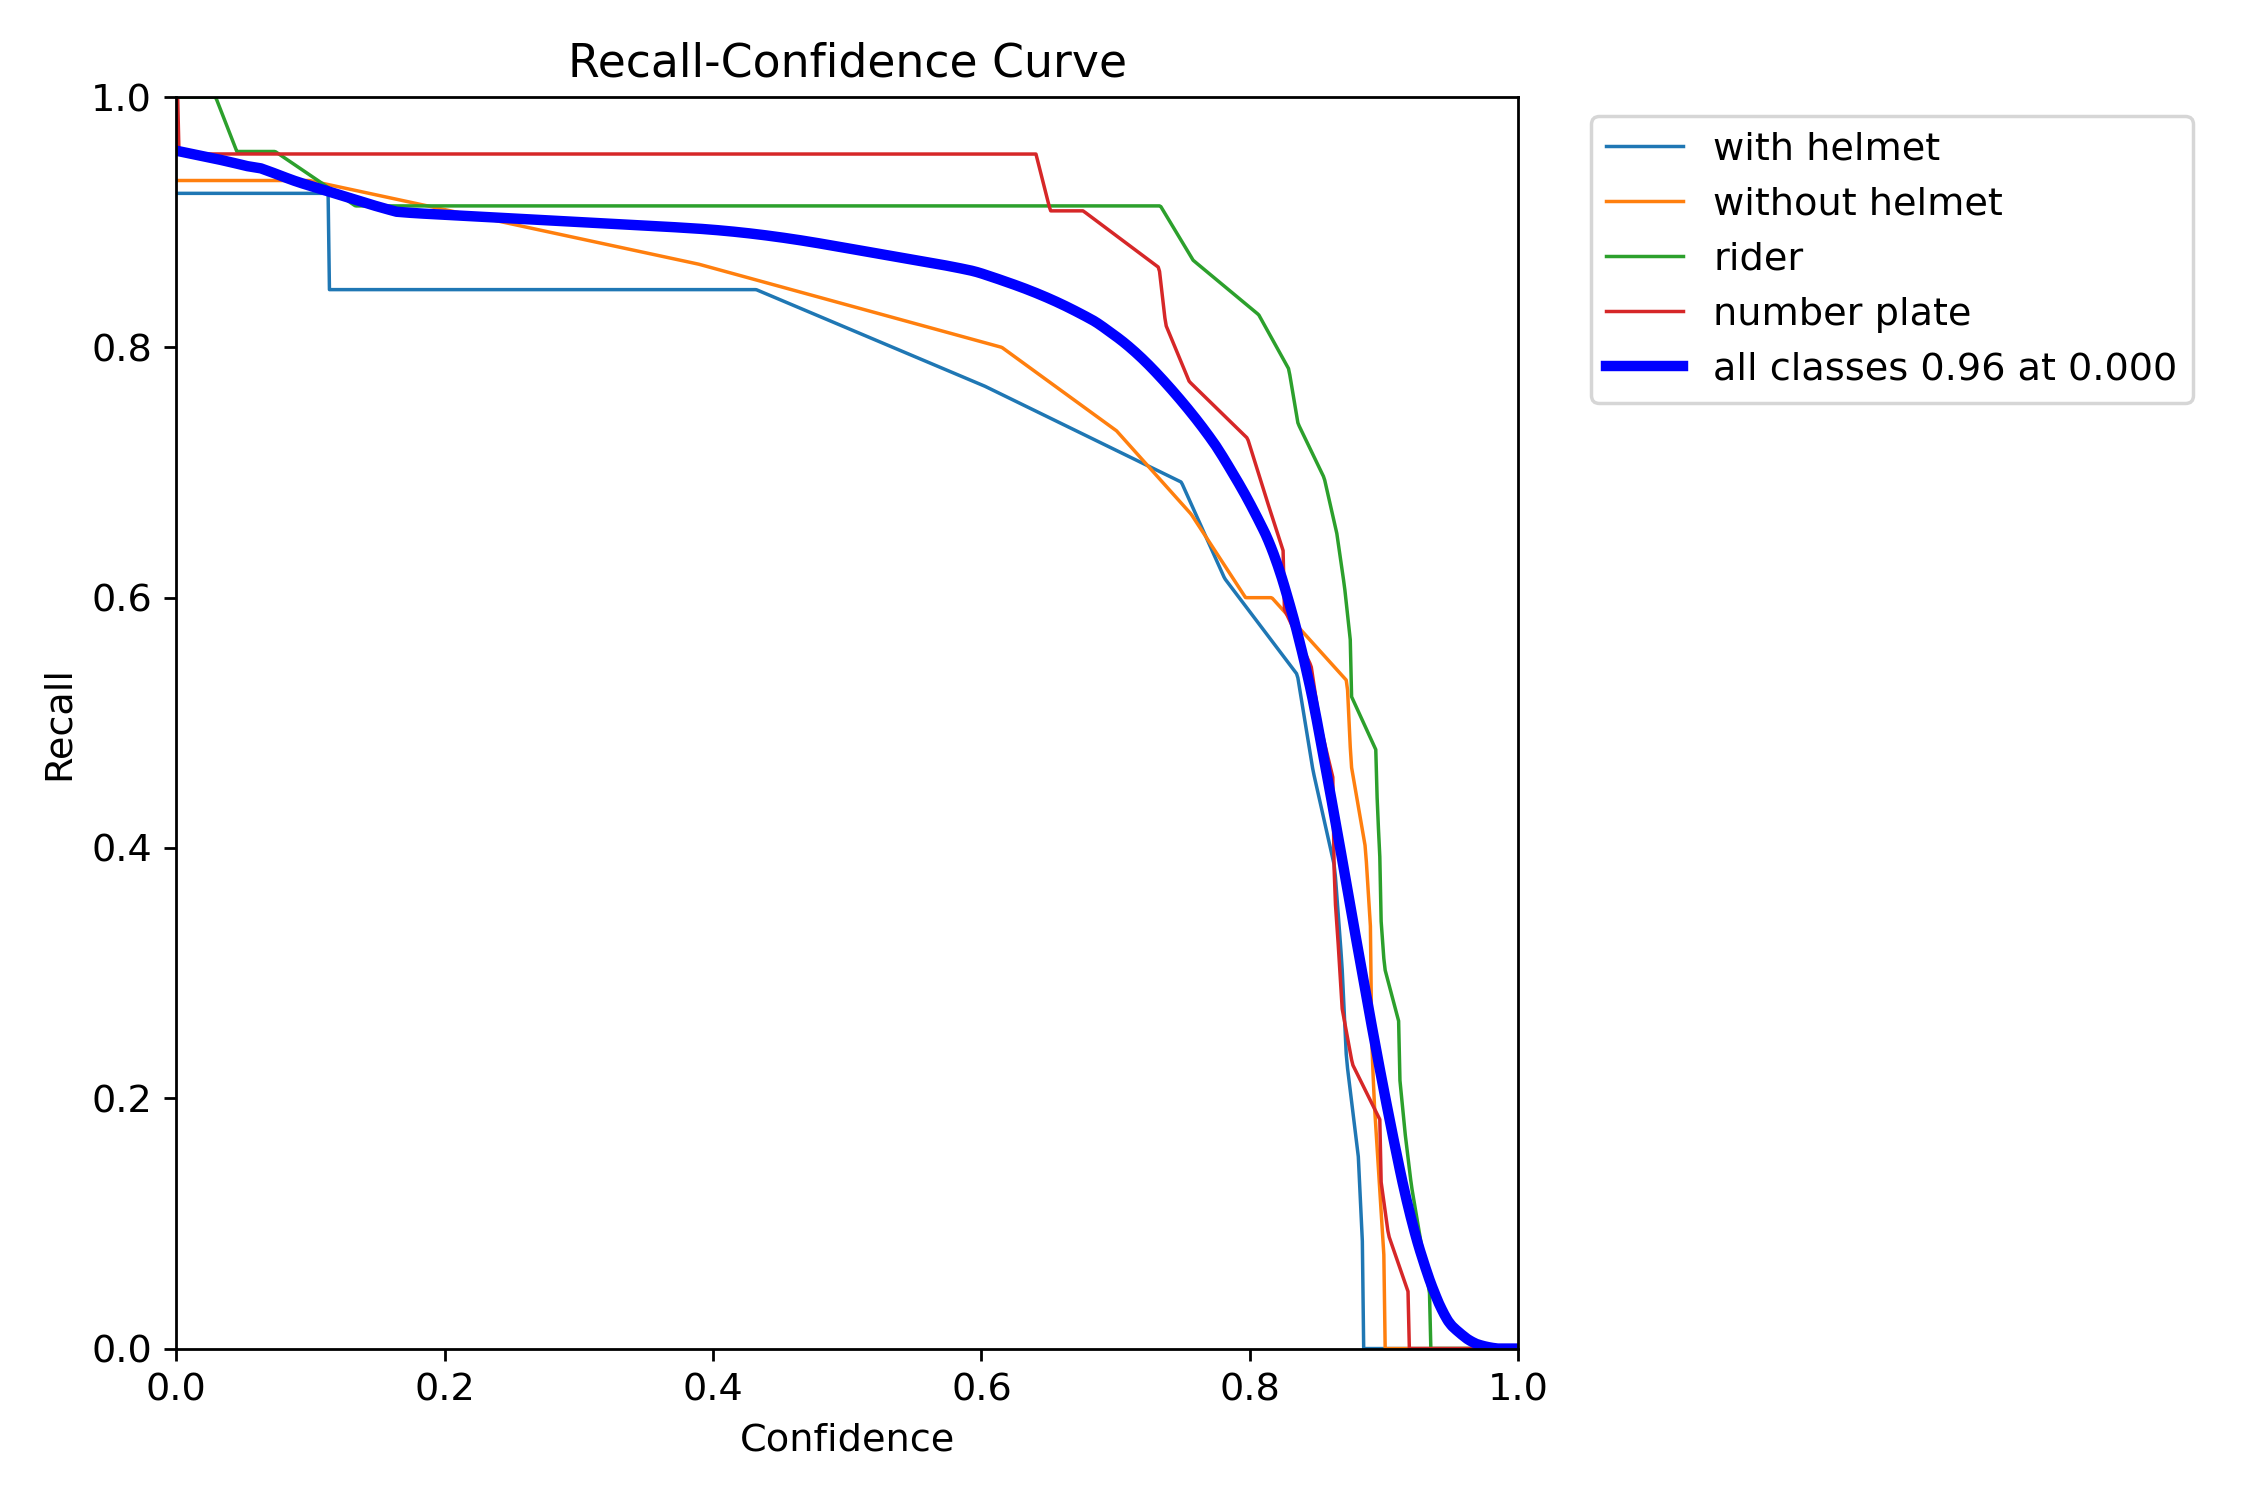 Recall-Confidence Curve
1.0
0.8
0.6
0.4
0.2
0.0
Recall
0.0 0.2 0.4 0.6 0.8 1.0
Confidence
with helmet
without helmet
rider
number plate
all classes 0.96 at 0.000